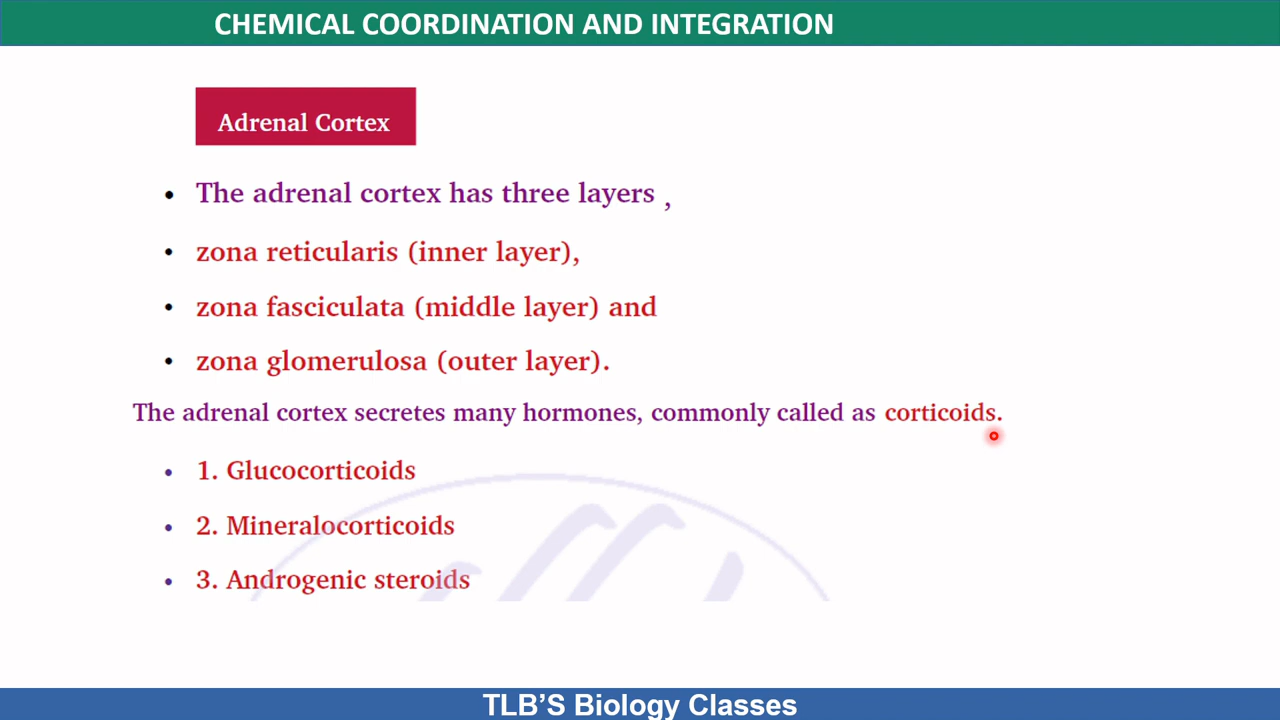 CHEMICAL COORDINATION AND INTEGRATION
Adrenal Cortex
• The adrenal cortex has three layers ,
• zona reticularis (inner layer),
• zona fasciculata (middle layer) and
• zona glomerulosa (outer layer).
The adrenal cortex secretes many hormones, commonly called as corticoids.
• 1. Glucocorticoids
• 2. Mineralocorticoids
• 3. Androgenic steroids
TLB'S Biology Classes